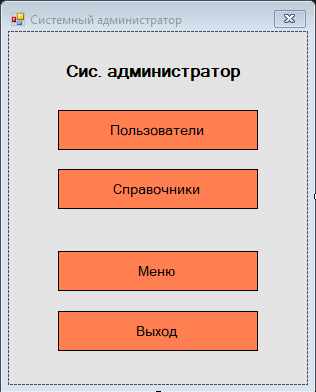 Системный администратор
Сис. администратор
Пользователи
Справочники
Меню
Выход